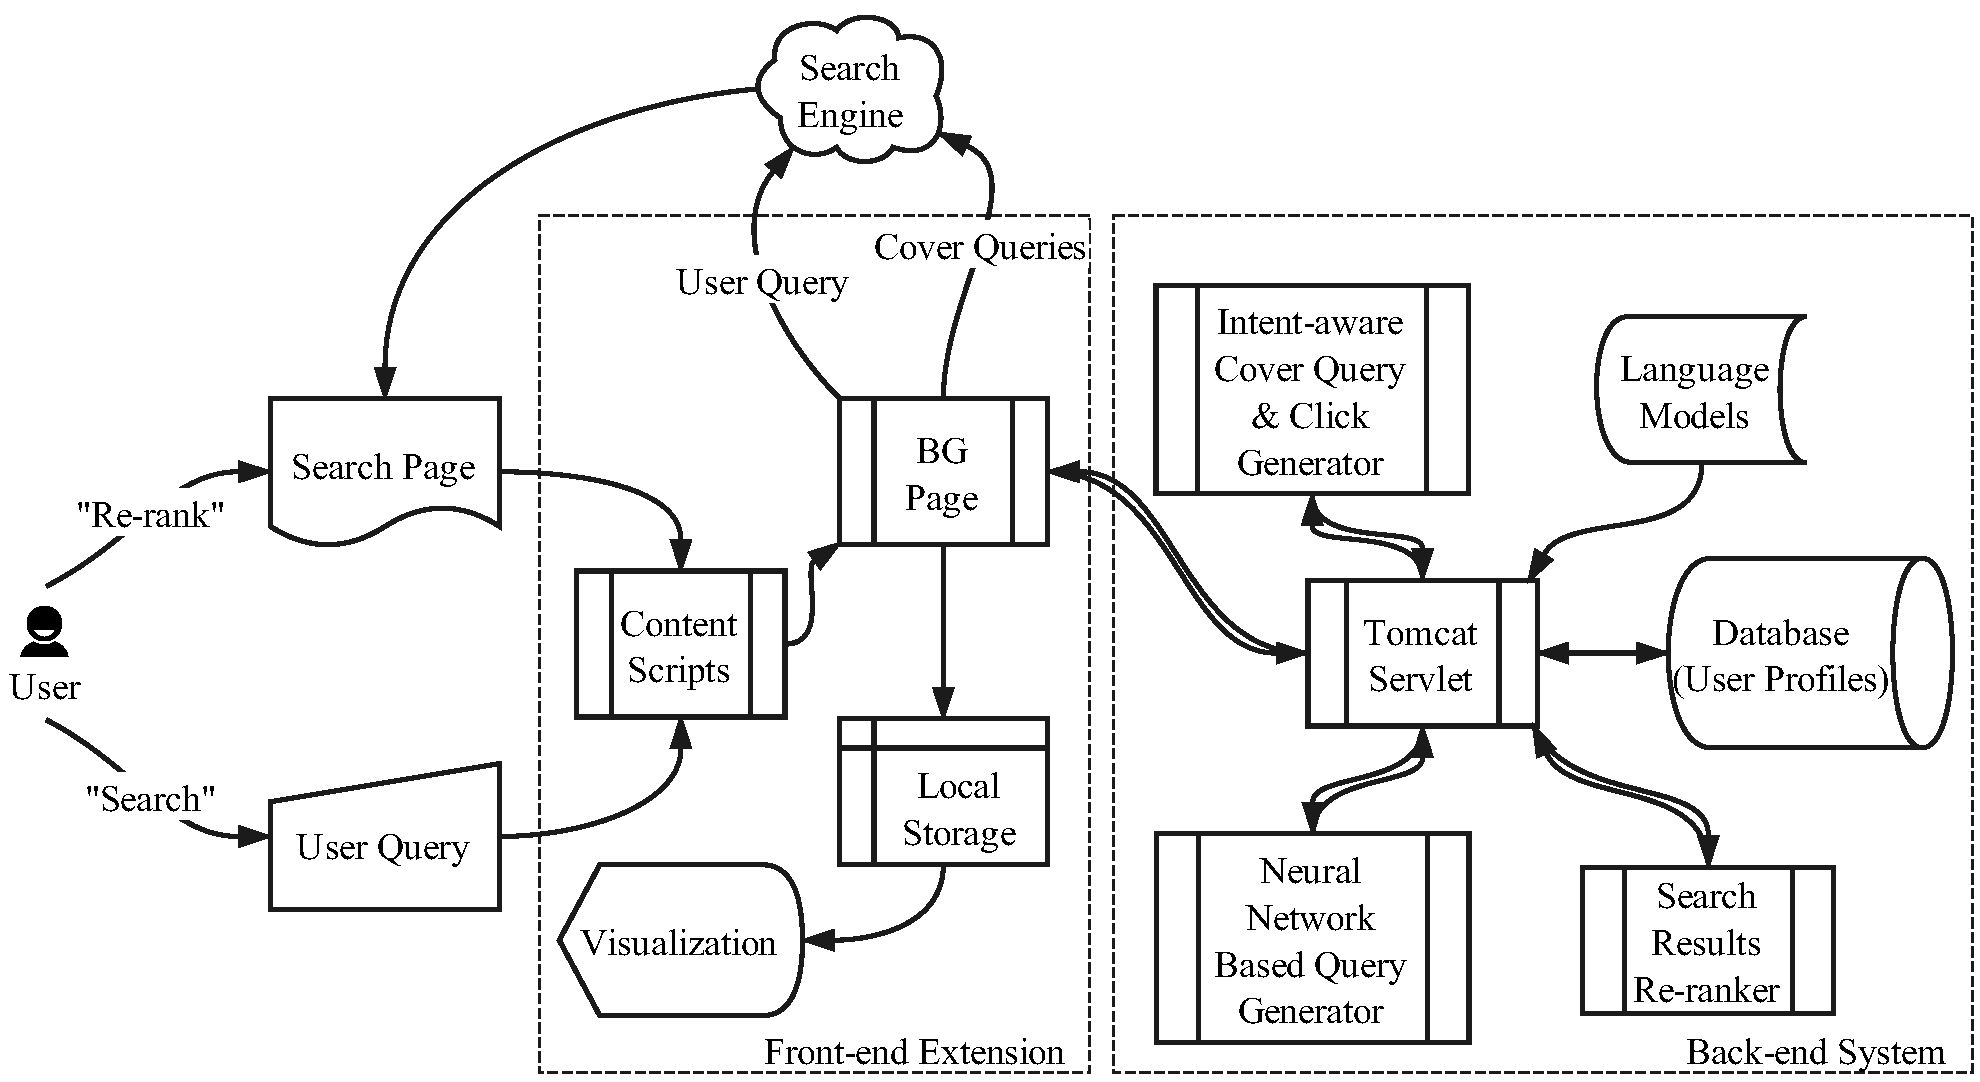 Search
Engine
Cover Queries
User Query
Intent-aware
Cover Query
& Click
Generator
Language
Models
BG
Page
Search Page
"Re-rank"
Content
Scripts
Tomcat
Servlet
Database
(User Profiles)
User
"Search"
User Query
Local
Storage
Neural
Network
Based Query
Generator
Search
Results
Re-ranker
Visualization
Front-end Extension
Back-end System